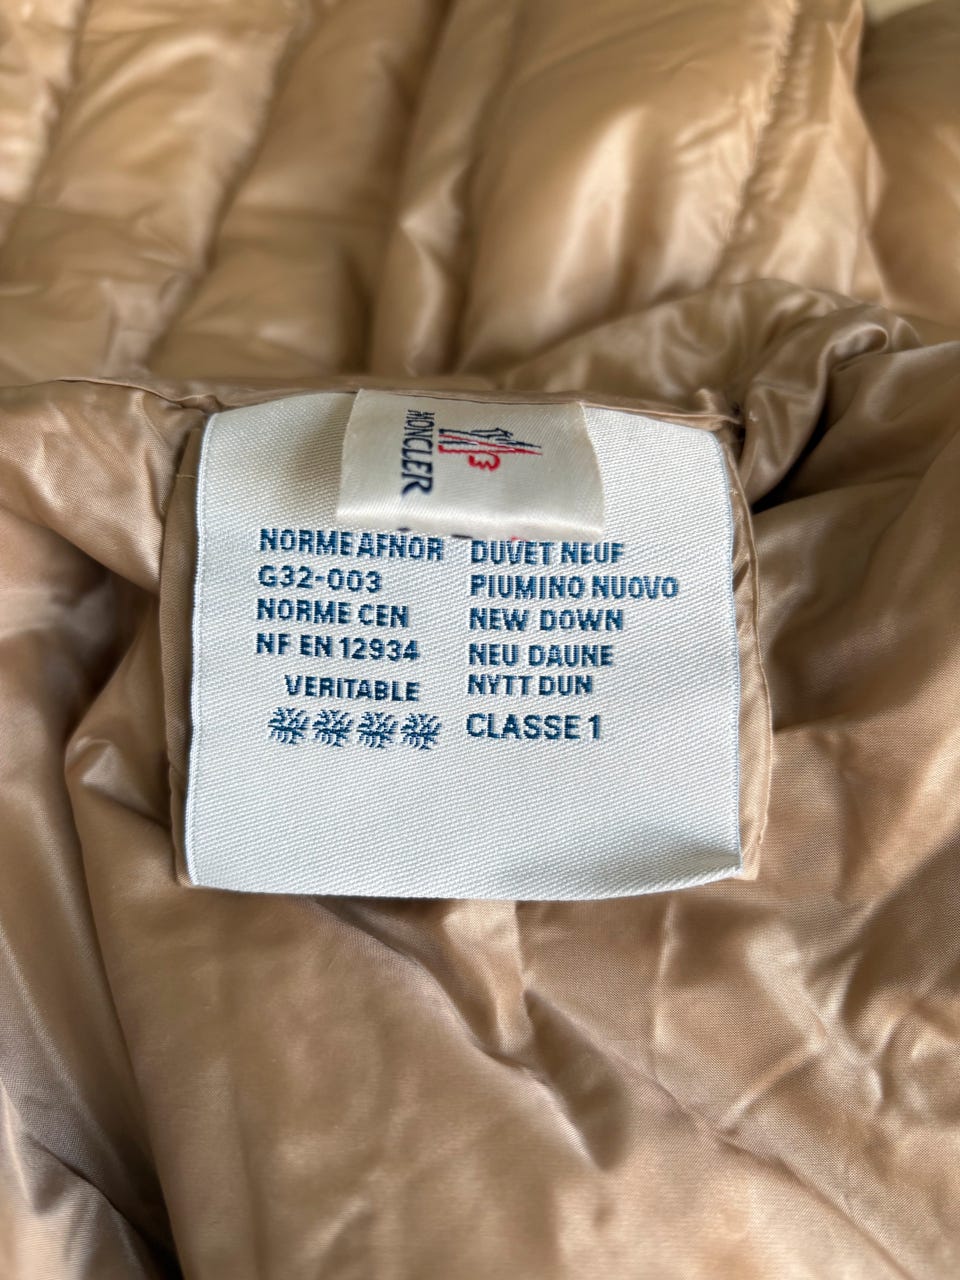 MONCLER
NORME AFNOR
G32-003
NORME CEN
NF EN 12934
VERITABLE
DUVET NEUF
PIUMINO NUOVO
NEW DOWN
NEU DAUNE
NYTT DUN
CLASSE 1